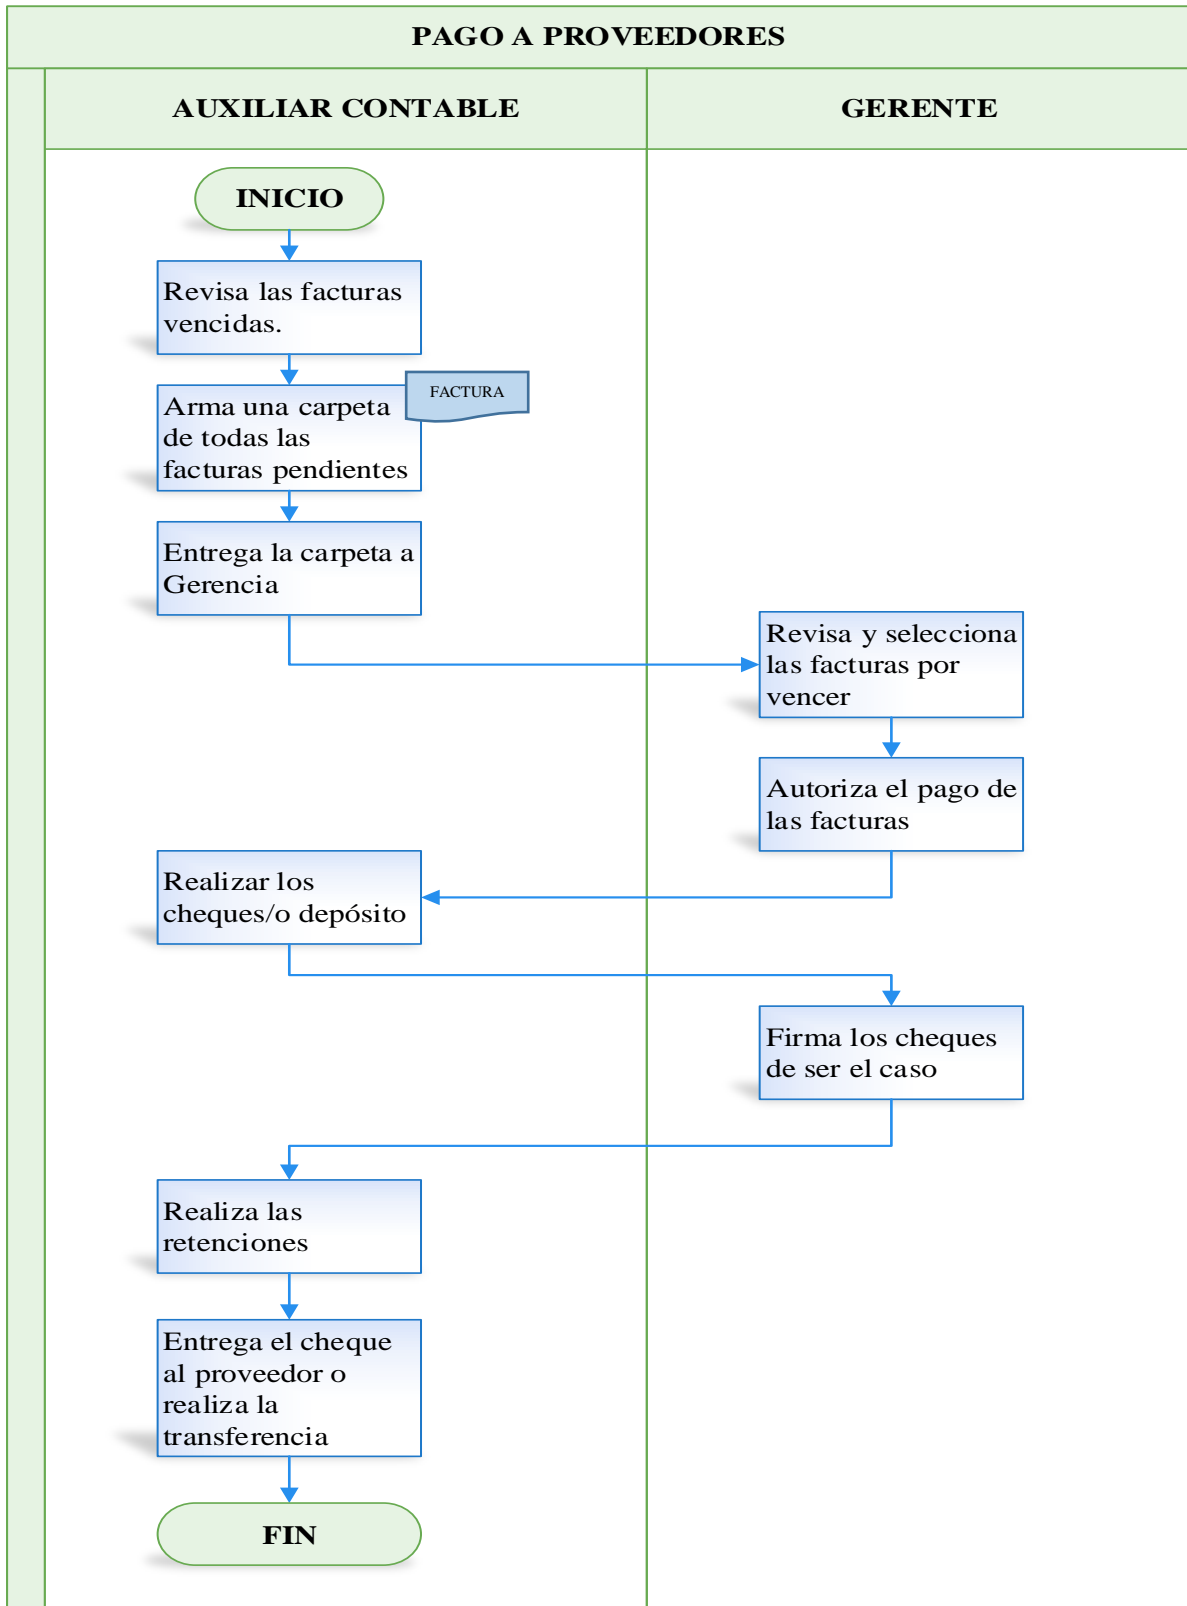 PAGO A PROVEEDORES
AUXILIAR CONTABLE
GERENTE
INICIO
Revisa las facturas
vencidas.
FACTURA
Arma una carpeta
de todas las
facturas pendientes
Entrega la carpeta a
Gerencia
Revisa y selecciona
las facturas por
vencer
Autoriza el pago de
las facturas
Realizar los
cheques/o depósito
Firma los cheques
de ser el caso
Realiza las
retenciones
Entrega el cheque
al proveedor o
realiza la
transferencia
FIN